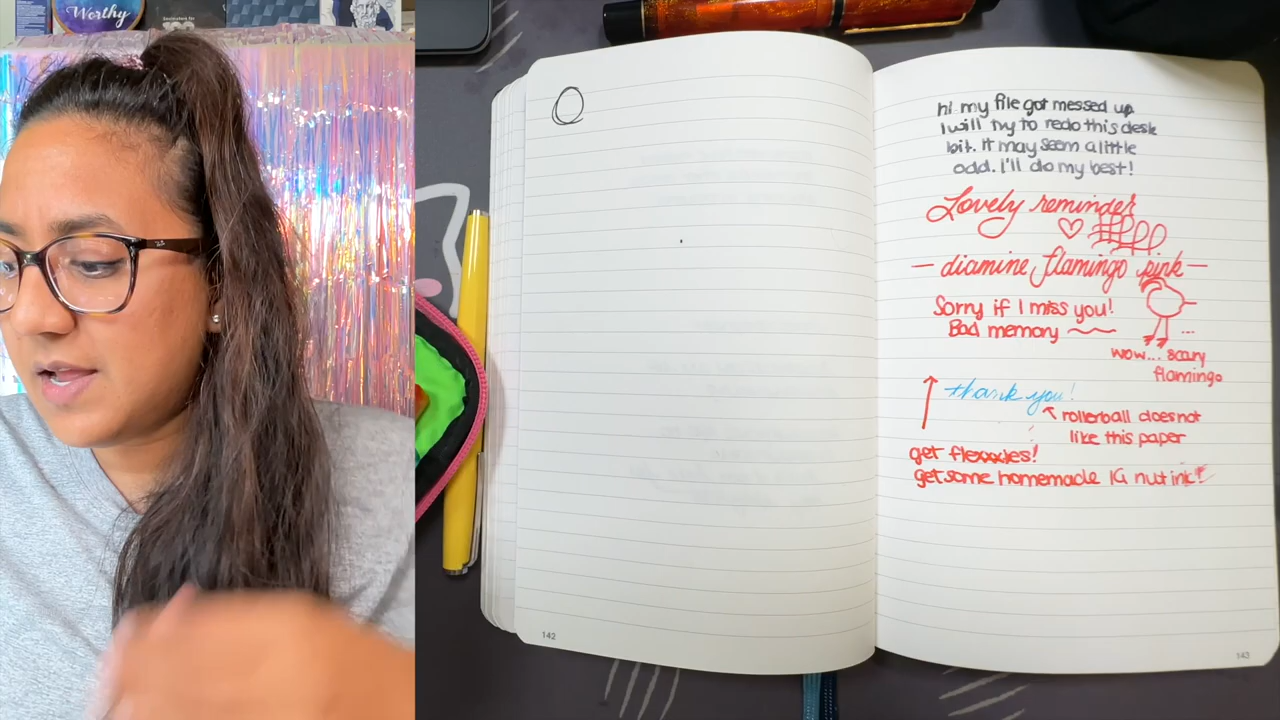 Worthy
hi my file got messed up
I will try to redo this desk
bit. It may seem a little
odd. I'll do my best!
Lovely reminder
— diamine flamingo pink —
Sorry if I miss you!
Bad memory
...
wow... scary
flamingo
thank you!
rollerball does not
like this paper
get flexxxies!
get some homemade IG nut ink!
142
143